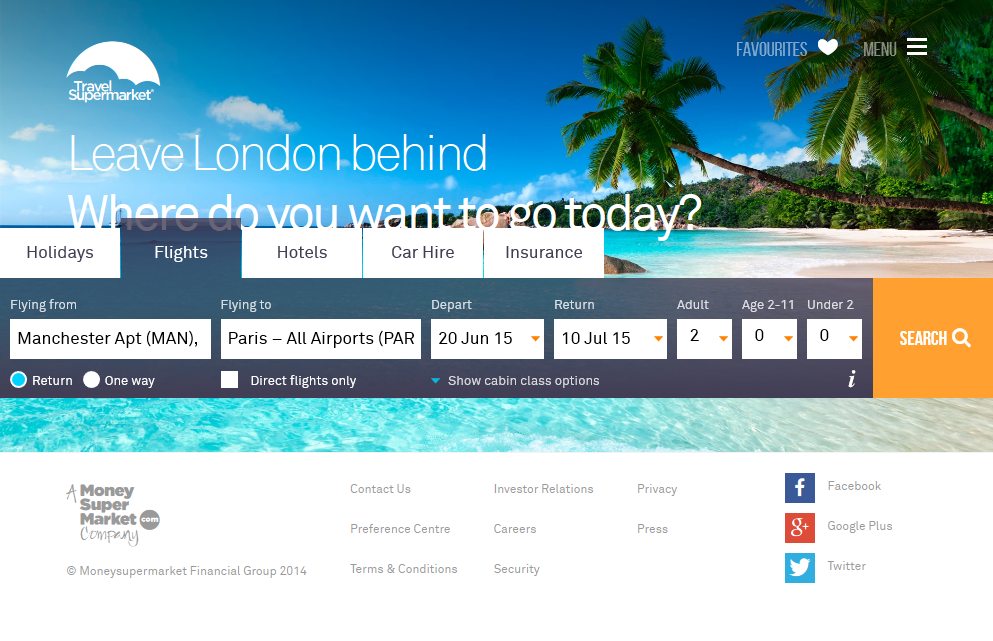 FAVOURITES
MENU
Travel
Supermarket
Leave London behind
Where do you want to go today?
Holidays
Flights
Hotels
Car Hire
Insurance
Flying from
Flying to
Depart
Return
Adult
Age 2-11
Under 2
Manchester Apt (MAN),
Paris – All Airports (PAR
20 Jun 15
10 Jul 15
2
0
0
SEARCH
Return
One way
Direct flights only
Show cabin class options
i
A Money
Super
Market com
Company
© Moneysupermarket Financial Group 2014
Contact Us
Investor Relations
Privacy
Preference Centre
Careers
Press
Terms & Conditions
Security
f
Facebook
g+
Google Plus
Twitter